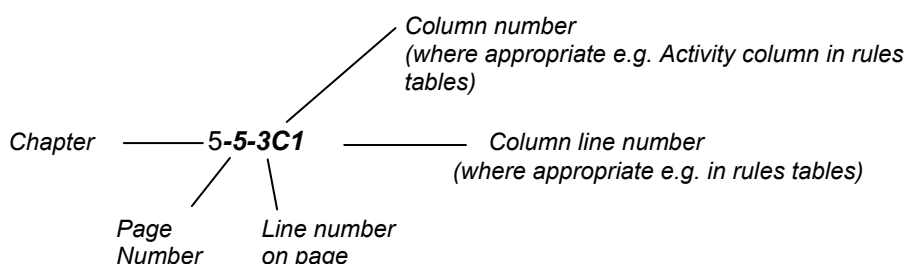 Column number
(where appropriate e.g. Activity column in rules
tables)
Chapter
5-5-3C1
Column line number
(where appropriate e.g. in rules tables)
Page
Number
Line number
on page